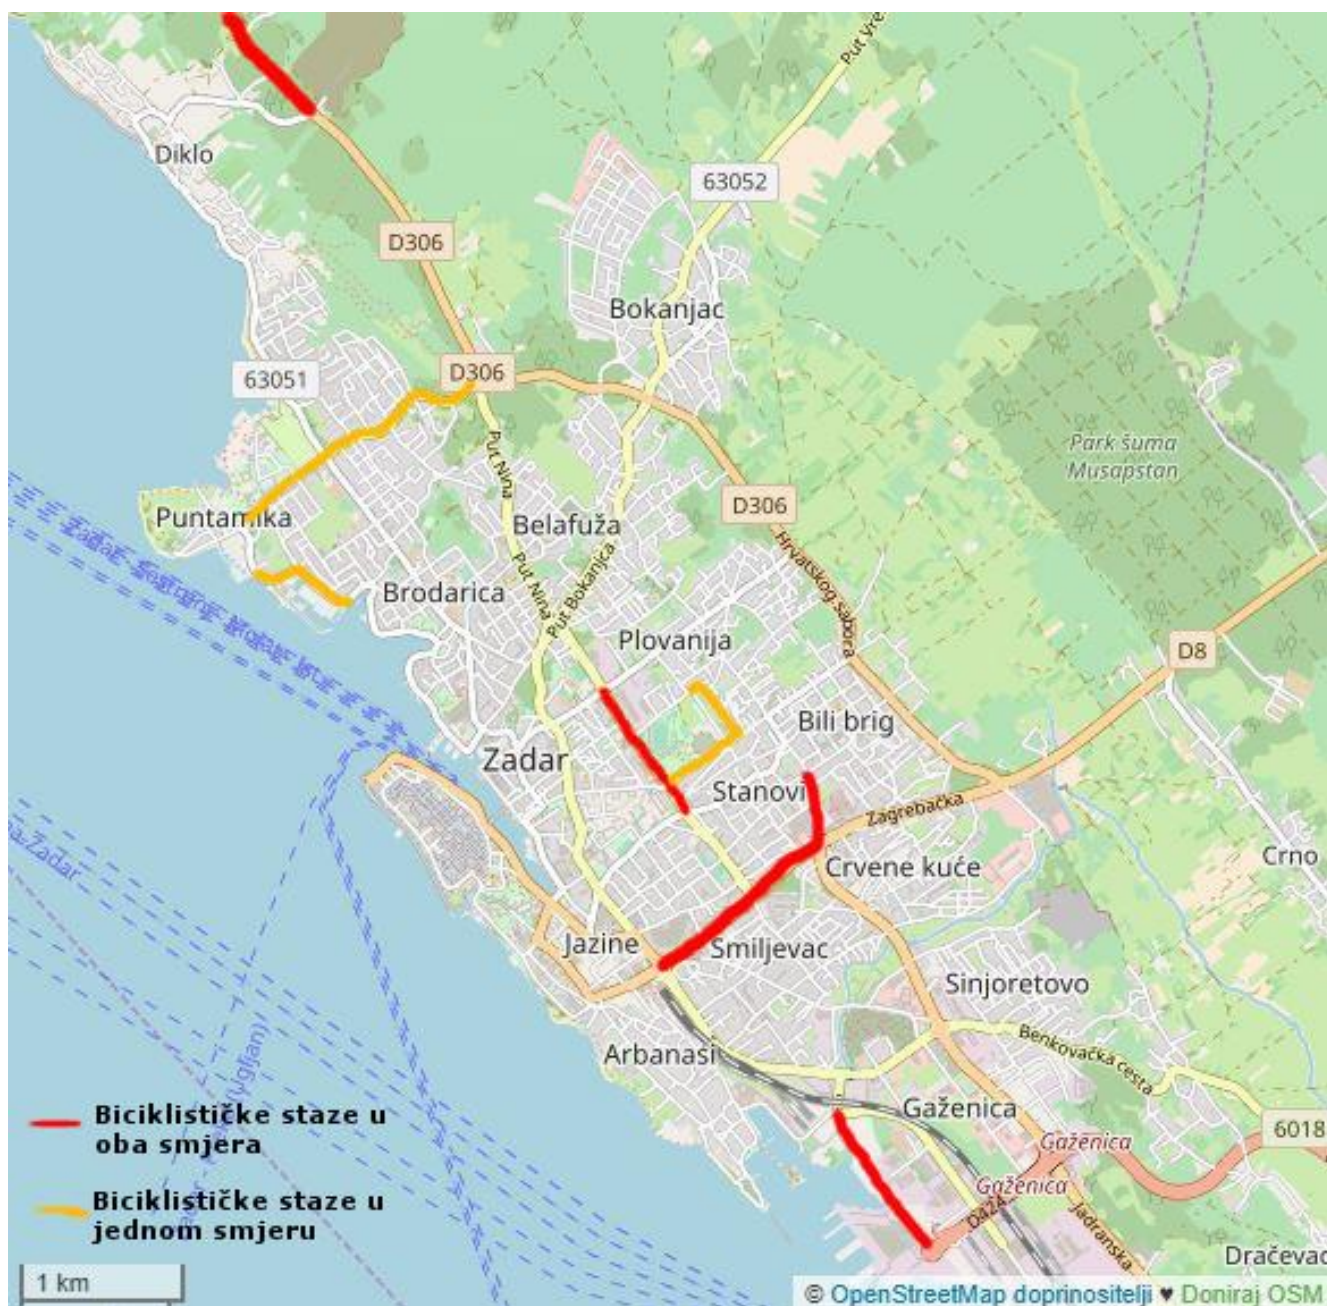 Put vre
Diklo
63052
D306
Bokanjac
63051
D306
Park šuma
Musapstan
Put Nina
D306
Puntamika
Belafuža
Hrvatskog sabora
Put Nina
Put Bokanjca
Brodarica
Plovanija
D8
Bili brig
Zadar
Stanovi
Zagrebačka
na-Zadar
Crvene kuće
Crno
Jazine
Smiljevac
Sinjoretovo
Arbanasi
Benkovačka cesta
Gaženica
6018
Gaženica
Gaženica
D424
Jadranska
Dračevac
Biciklističke staze u
oba smjera
Biciklističke staze u
jednom smjeru
1 km
© OpenStreetMap doprinositelji ♥ Doniraj OSM